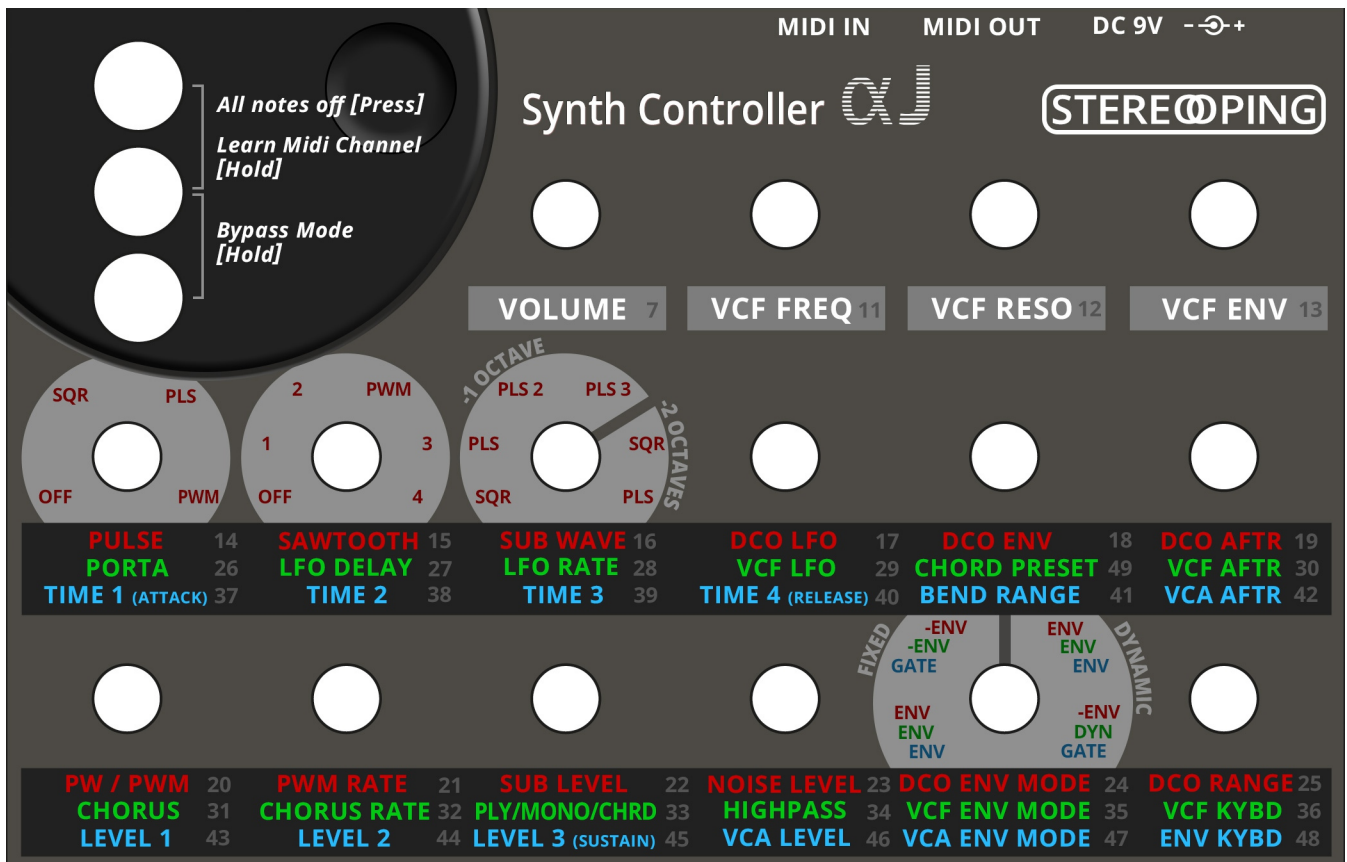 MIDI IN MIDI OUT DC 9V - +
All notes off [Press]
Synth Controller αJ
STEREOOPING
Learn Midi Channel
[Hold]
Bypass Mode
[Hold]
VOLUME 7 VCF FREQ 11 VCF RESO 12 VCF ENV 13
SQR PLS
OFF PWM
2 PWM
1 3
OFF 4
-1 OCTAVE
-2 OCTAVES
PLS 2 PLS 3
PLS SQR
SQR PLS
PULSE 14 SAWTOOTH 15 SUB WAVE 16 DCO LFO 17 DCO ENV 18 DCO AFTR 19
PORTA 26 LFO DELAY 27 LFO RATE 28 VCF LFO 29 CHORD PRESET 49 VCF AFTR 30
TIME 1 (ATTACK) 37 TIME 2 38 TIME 3 39 TIME 4 (RELEASE) 40 BEND RANGE 41 VCA AFTR 42
FIXED DYNAMIC
-ENV ENV
-ENV ENV
GATE ENV
ENV -ENV
ENV DYN
ENV GATE
PW / PWM 20 PWM RATE 21 SUB LEVEL 22 NOISE LEVEL 23 DCO ENV MODE 24 DCO RANGE 25
CHORUS 31 CHORUS RATE 32 PLY/MONO/CHRD 33 HIGHPASS 34 VCF ENV MODE 35 VCF KYBD 36
LEVEL 1 43 LEVEL 2 44 LEVEL 3 (SUSTAIN) 45 VCA LEVEL 46 VCA ENV MODE 47 ENV KYBD 48